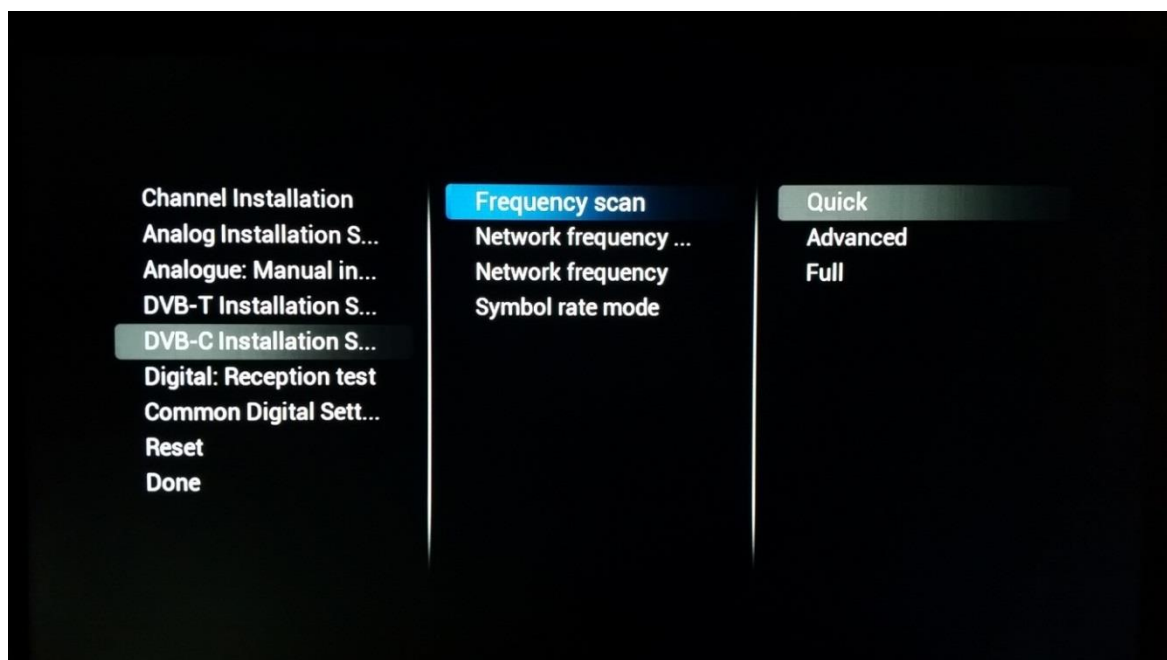 Channel Installation
Analog Installation S...
Analogue: Manual in...
DVB-T Installation S...
DVB-C Installation S...
Digital: Reception test
Common Digital Sett...
Reset
Done
Frequency scan
Network frequency ...
Network frequency
Symbol rate mode
Quick
Advanced
Full